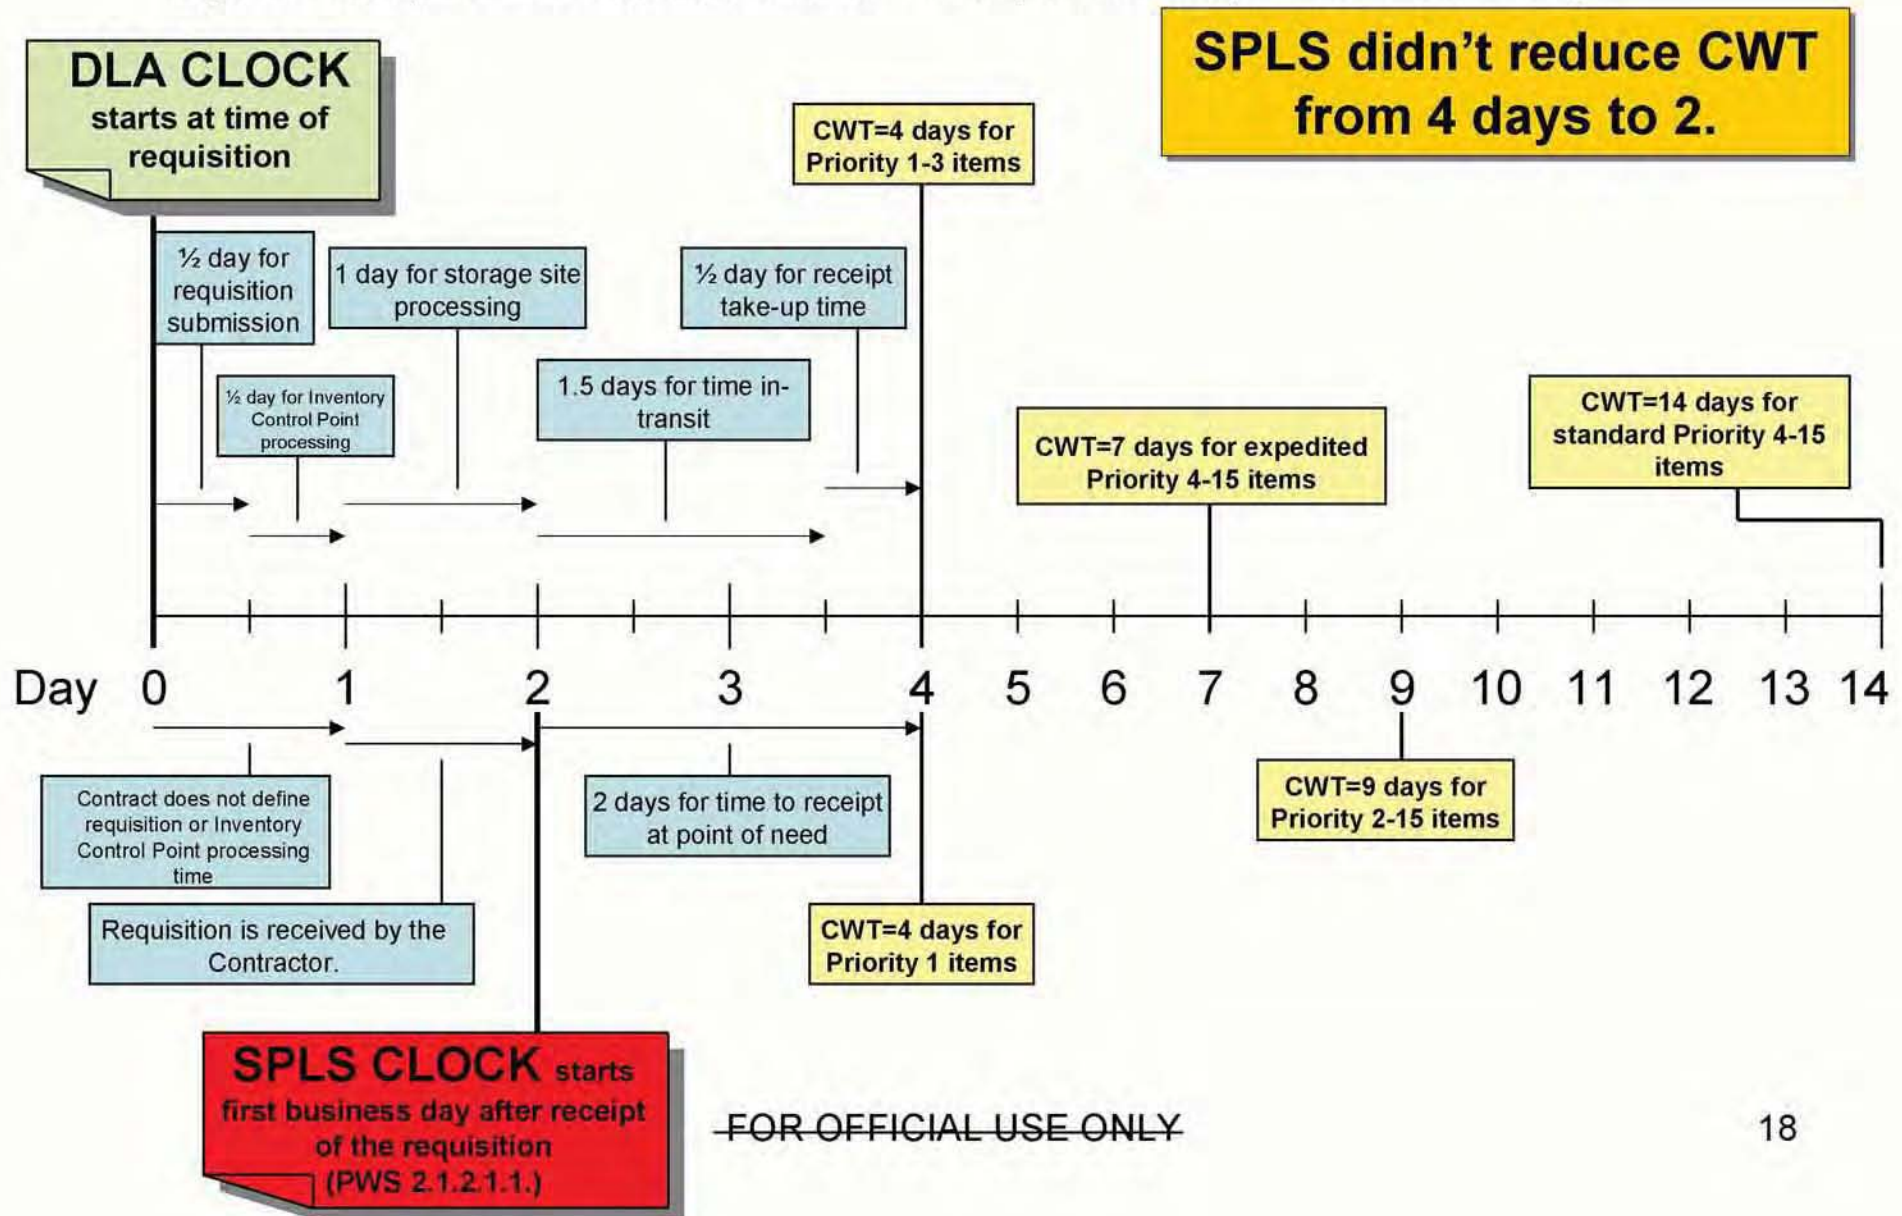 DLA CLOCK
starts at time of
requisition
SPLS didn't reduce CWT
from 4 days to 2.
CWT=4 days for
Priority 1-3 items
½ day for
requisition
submission
1 day for storage site
processing
½ day for receipt
take-up time
½ day for Inventory
Control Point
processing
1.5 days for time in-
transit
CWT=7 days for expedited
Priority 4-15 items
CWT=14 days for
standard Priority 4-15
items
Day 0 1 2 3 4 5 6 7 8 9 10 11 12 13 14
Contract does not define
requisition or Inventory
Control Point processing
time
2 days for time to receipt
at point of need
CWT=9 days for
Priority 2-15 items
Requisition is received by the
Contractor.
CWT=4 days for
Priority 1 items
SPLS CLOCK starts
first business day after receipt
of the requisition
(PWS 2.1.2.1.1.)
FOR OFFICIAL USE ONLY
18